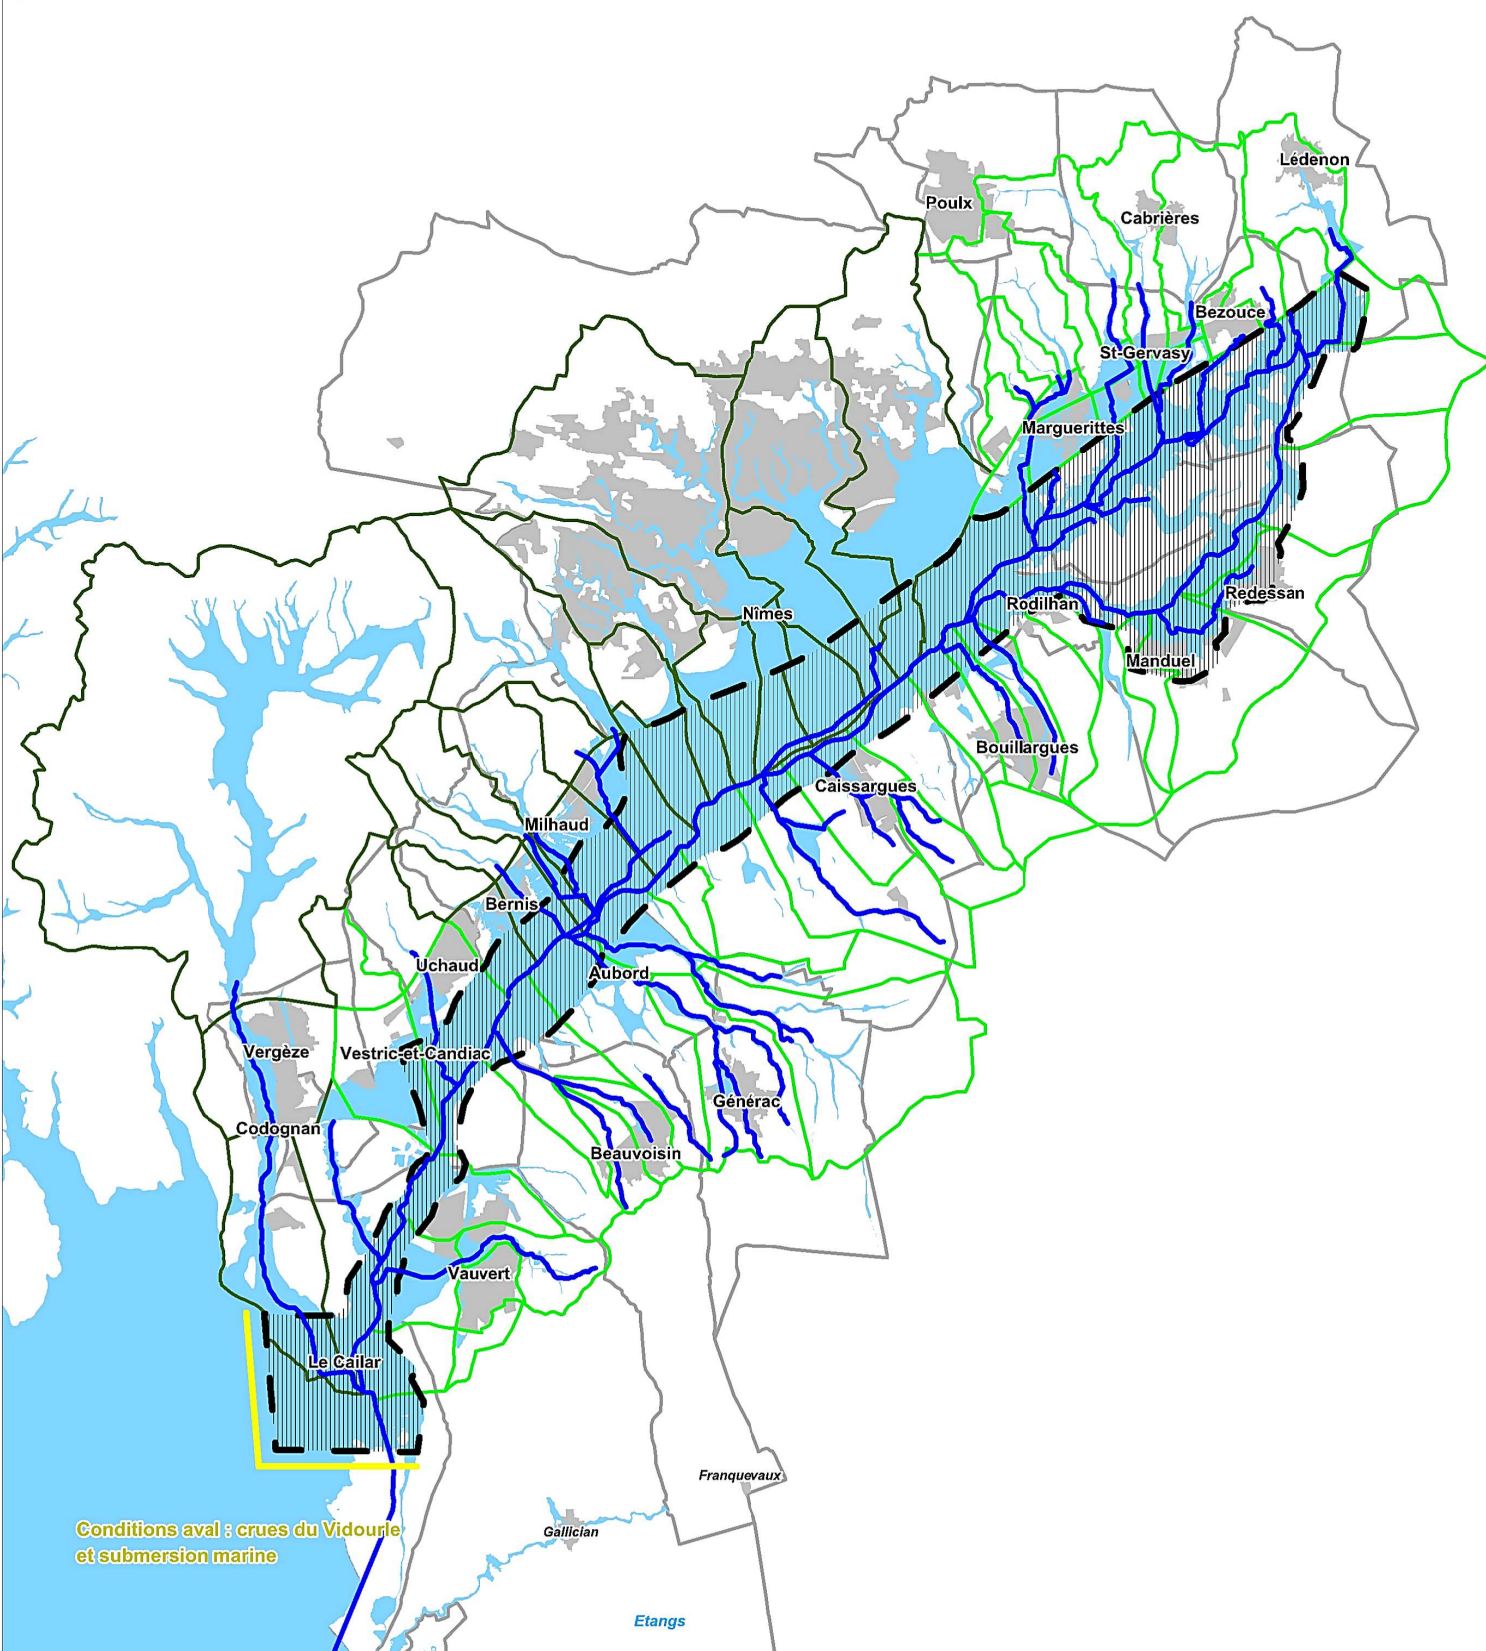 Lédenon
Poulx
Cabrières
Bezouce
St-Gervasy
Marguerittes
Redessan
Rodilhan
Nîmes
Manduel
Bouillargues
Caissargues
Milhaud
Bernis
Uchaud
Aubord
Vergèze
Vestric-et-Candiac
Générac
Codognan
Beauvoisin
Vauvert
Le Cailar
Franquevaux
Gallician
Conditions aval : crues du Vidourle
et submersion marine
Etangs